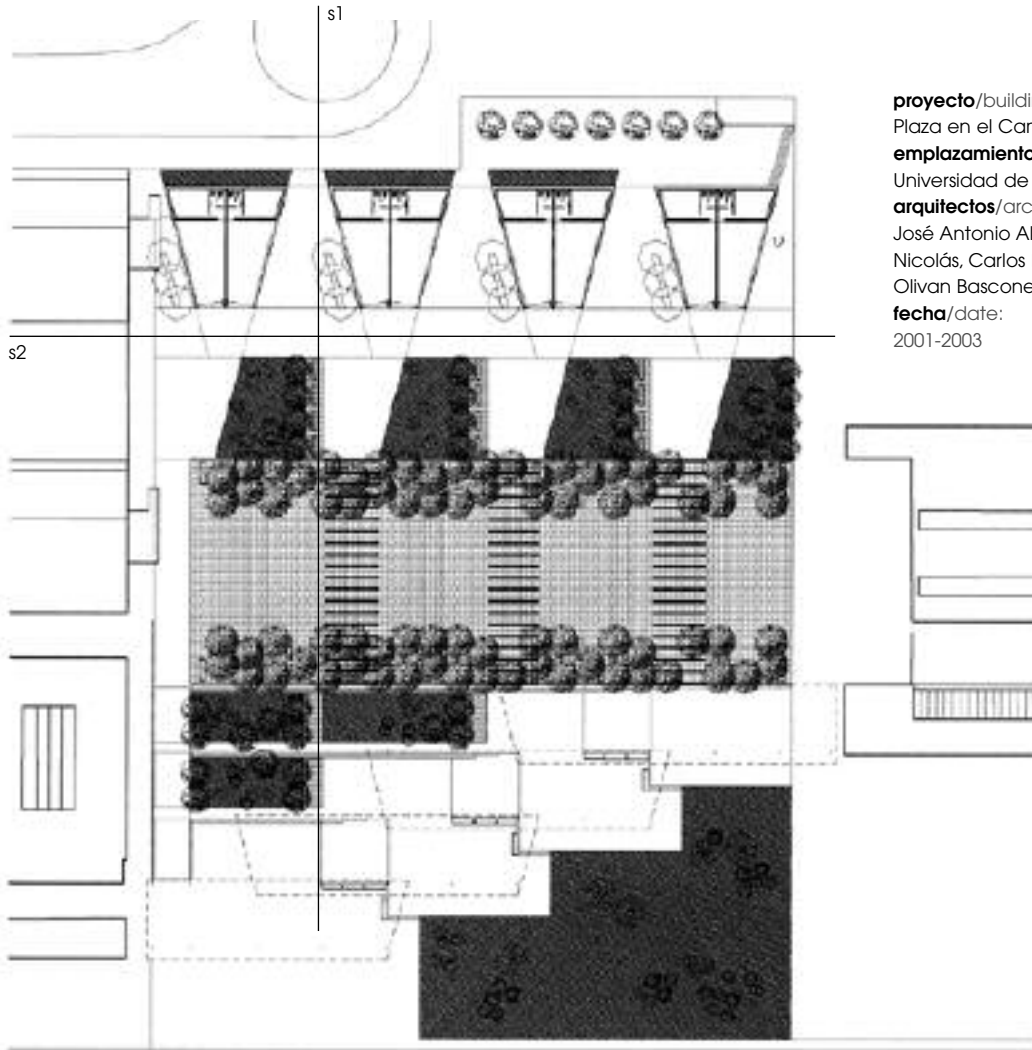 s1
s2
proyecto/buildi
Plaza en el Ca
emplazamiento
Universidad de
arquitectos/arc
José Antonio Al
Nicolás, Carlos
Olivan Bascone
fecha/date:
2001-2003